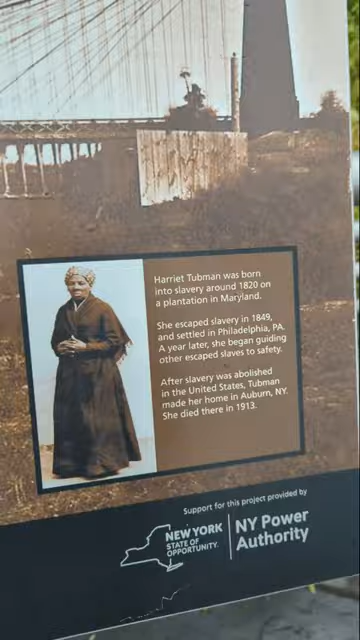 Harriet Tubman was born
into slavery around 1820 on
a plantation in Maryland.
She escaped slavery in 1849,
and settled in Philadelphia, PA.
A year later, she began guiding
other escaped slaves to safety.
After slavery was abolished
in the United States, Tubman
made her home in Auburn, NY.
She died there in 1913.
Support for this project provided by
NEW YORK
STATE OF
OPPORTUNITY.
NY Power
Authority